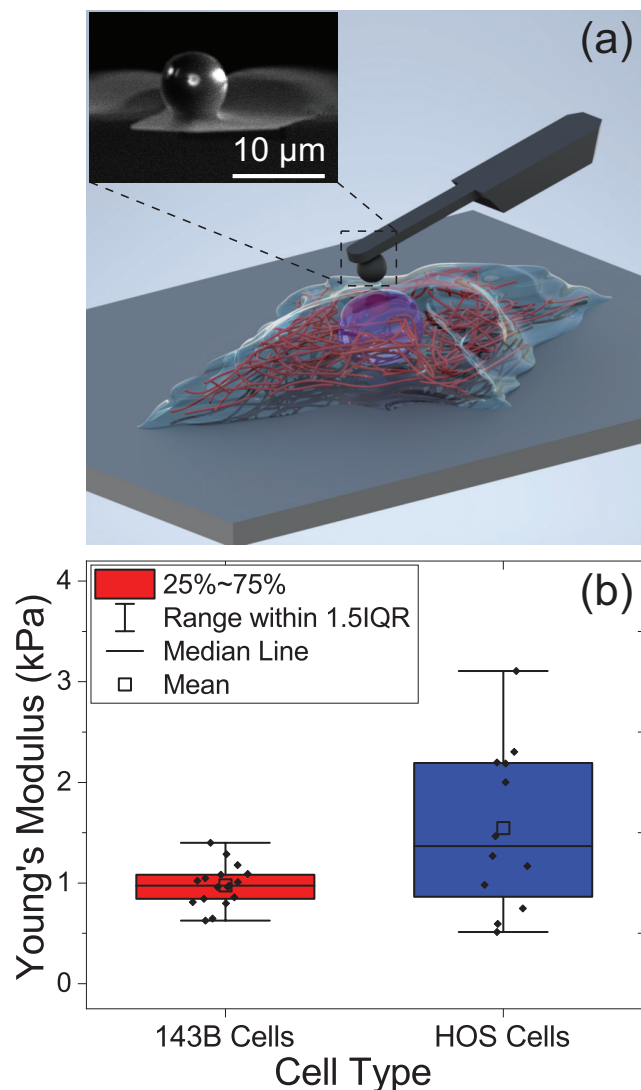 (a)
10 µm
(b)
25%~75%
Range within 1.5IQR
Median Line
Mean
Young's Modulus (kPa)
4
3
2
1
0
143B Cells
HOS Cells
Cell Type